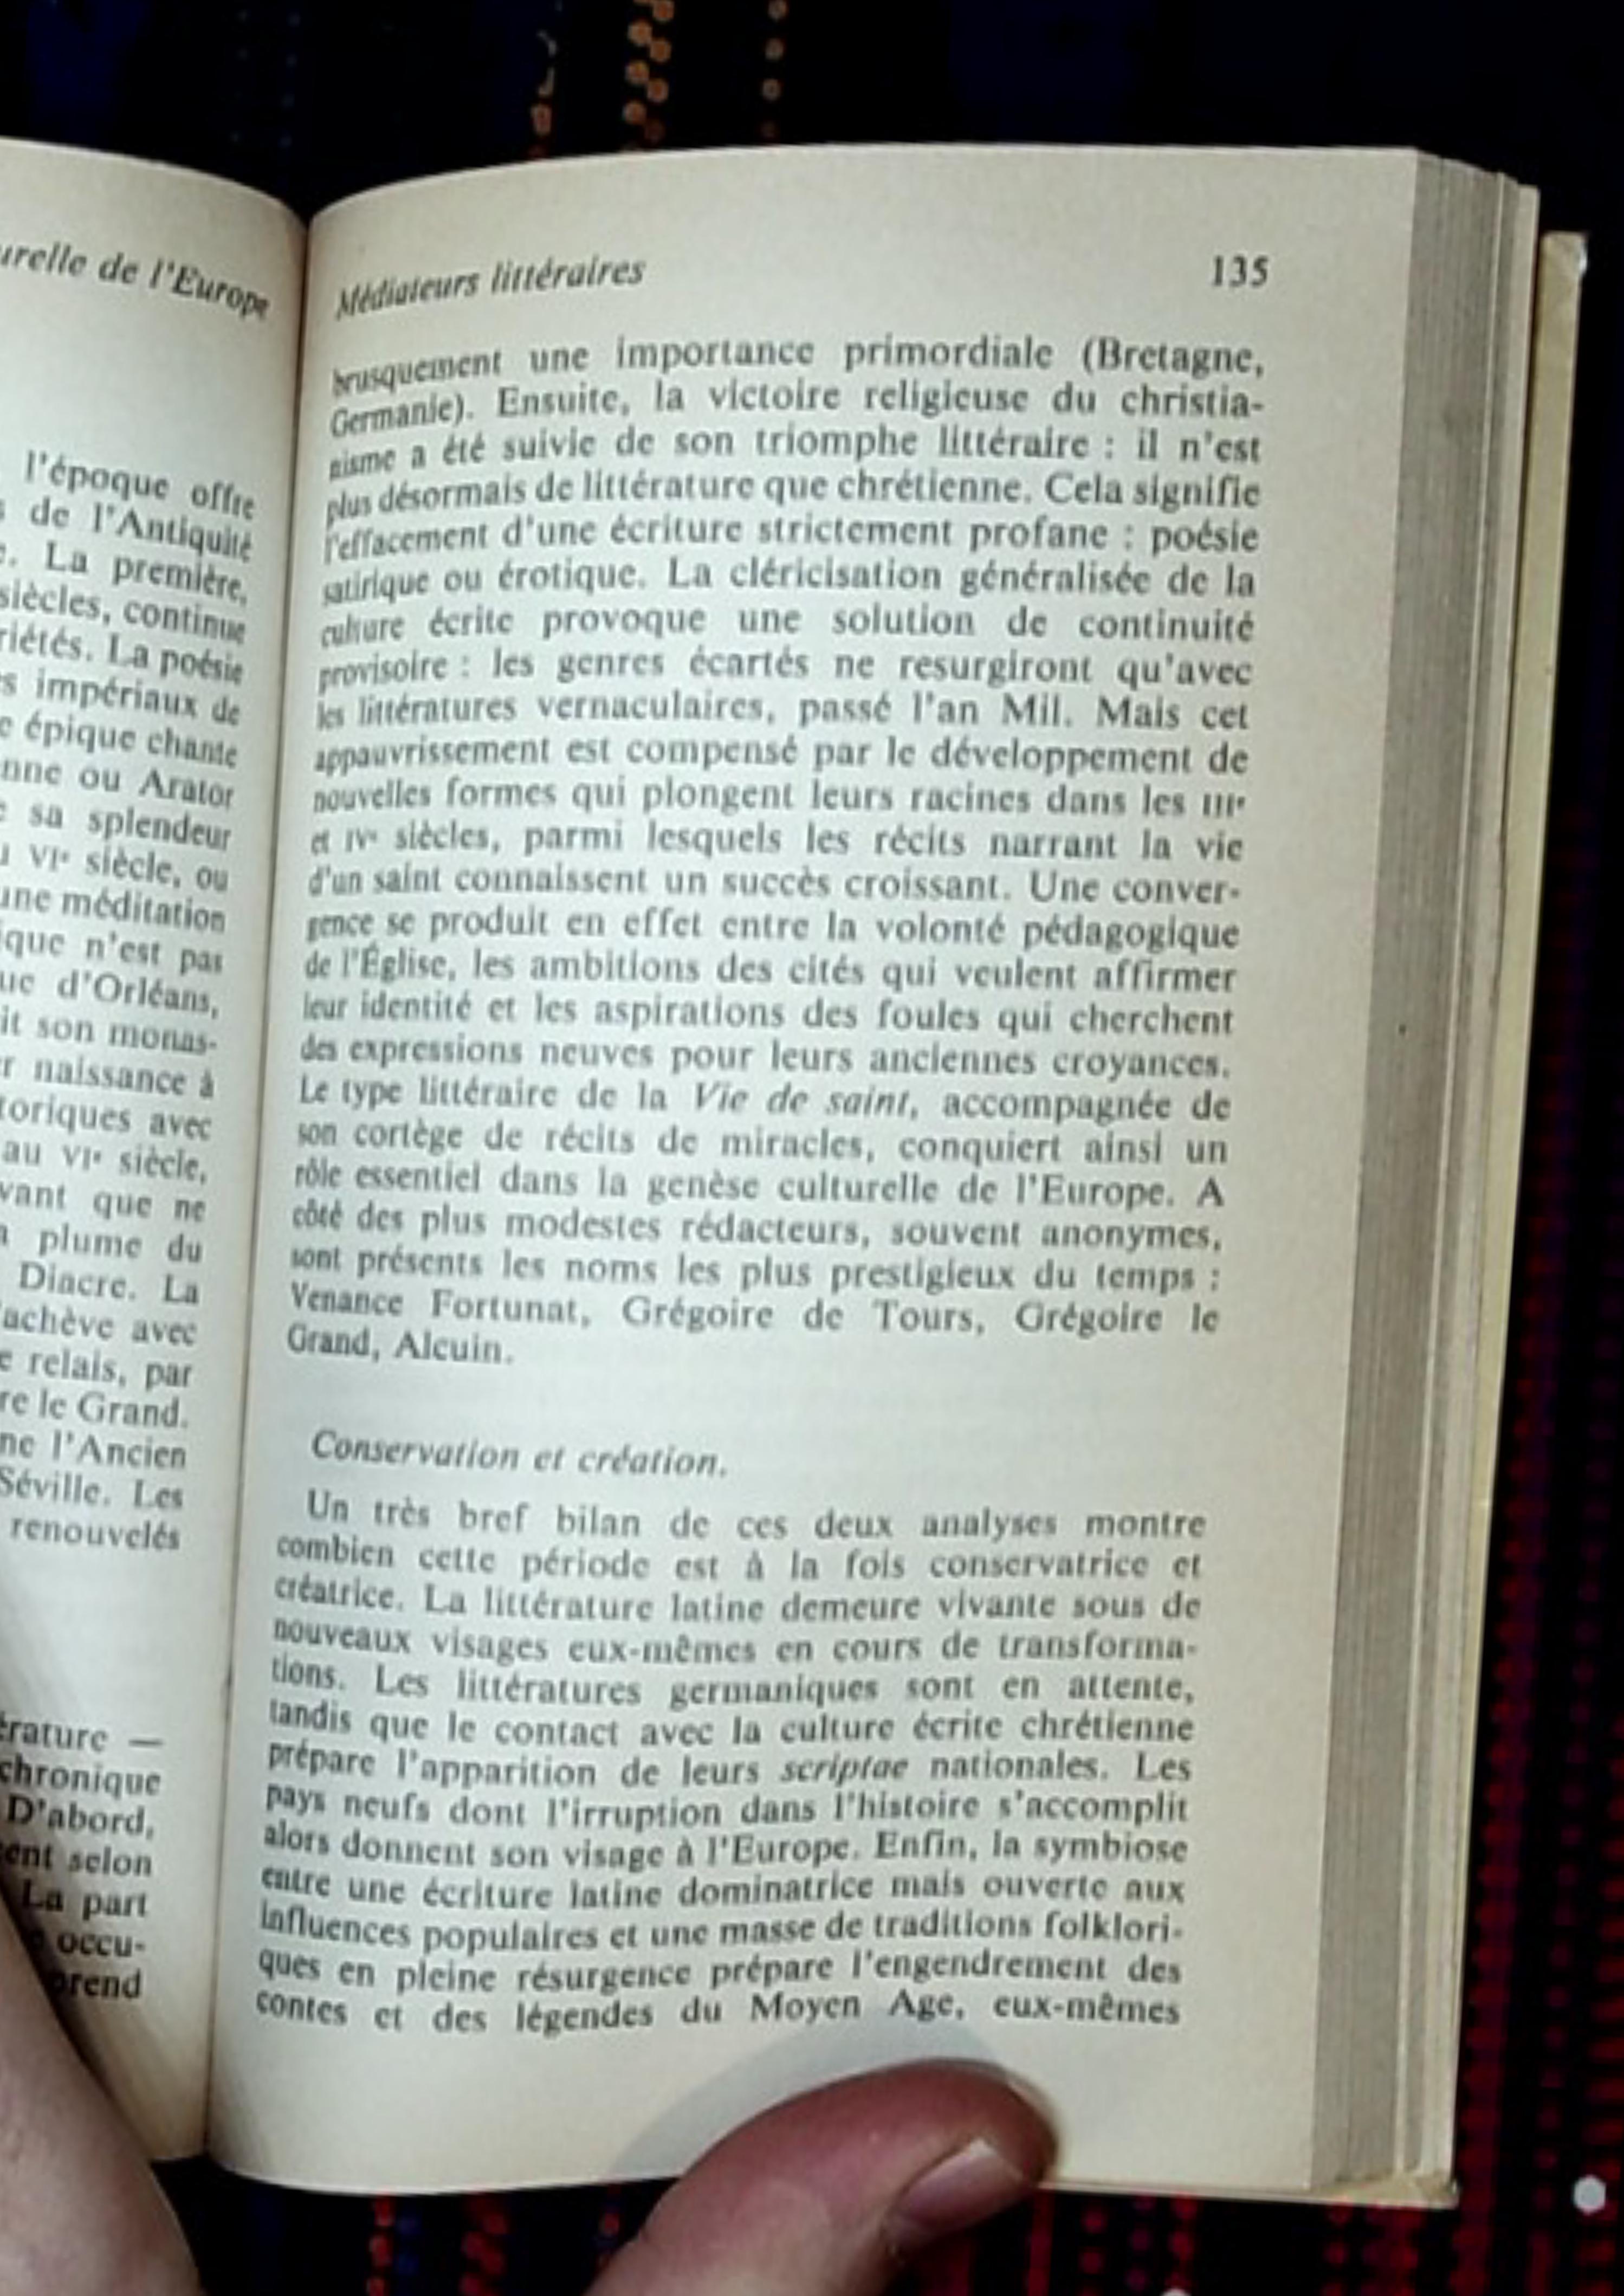 urelle de l'Europe
l'époque offre
s de l'Antiquité
La première,
siècles, continue
riétés. La poésie
s impériaux de
e épique chante
nne ou Arator
sa splendeur
VIe siècle, ou
une méditation
ique n'est pas
d'Orléans,
it son monas-
r naissance à
toriques avec
au VIe siècle,
vant que ne
plume du
Diacre. La
'achève avec
e relais, par
re le Grand.
ne l'Ancien
Séville. Les
renouvelés
érature —
chronique
D'abord,
ent selon
La part
occu-
prend
Médiateurs littéraires 135
brusquement une importance primordiale (Bretagne,
Germanie). Ensuite, la victoire religieuse du christia-
nisme a été suivie de son triomphe littéraire : il n'est
plus désormais de littérature que chrétienne. Cela signifie
l'effacement d'une écriture strictement profane : poésie
satirique ou érotique. La cléricisation généralisée de la
culture écrite provoque une solution de continuité
provisoire : les genres écartés ne resurgiront qu'avec
les littératures vernaculaires, passé l'an Mil. Mais cet
appauvrissement est compensé par le développement de
nouvelles formes qui plongent leurs racines dans les IIIe
et IVe siècles, parmi lesquels les récits narrant la vie
d'un saint connaissent un succès croissant. Une conver-
gence se produit en effet entre la volonté pédagogique
de l'Église, les ambitions des cités qui veulent affirmer
leur identité et les aspirations des foules qui cherchent
des expressions neuves pour leurs anciennes croyances.
Le type littéraire de la Vie de saint, accompagnée de
son cortège de récits de miracles, conquiert ainsi un
rôle essentiel dans la genèse culturelle de l'Europe. A
côté des plus modestes rédacteurs, souvent anonymes,
sont présents les noms les plus prestigieux du temps :
Venance Fortunat, Grégoire de Tours, Grégoire le
Grand, Alcuin.
Conservation et création.
Un très bref bilan de ces deux analyses montre
combien cette période est à la fois conservatrice et
créatrice. La littérature latine demeure vivante sous de
nouveaux visages eux-mêmes en cours de transforma-
tions. Les littératures germaniques sont en attente,
tandis que le contact avec la culture écrite chrétienne
prépare l'apparition de leurs scriptae nationales. Les
pays neufs dont l'irruption dans l'histoire s'accomplit
alors donnent son visage à l'Europe. Enfin, la symbiose
entre une écriture latine dominatrice mais ouverte aux
influences populaires et une masse de traditions folklori-
ques en pleine résurgence prépare l'engendrement des
contes et des légendes du Moyen Age, eux-mêmes